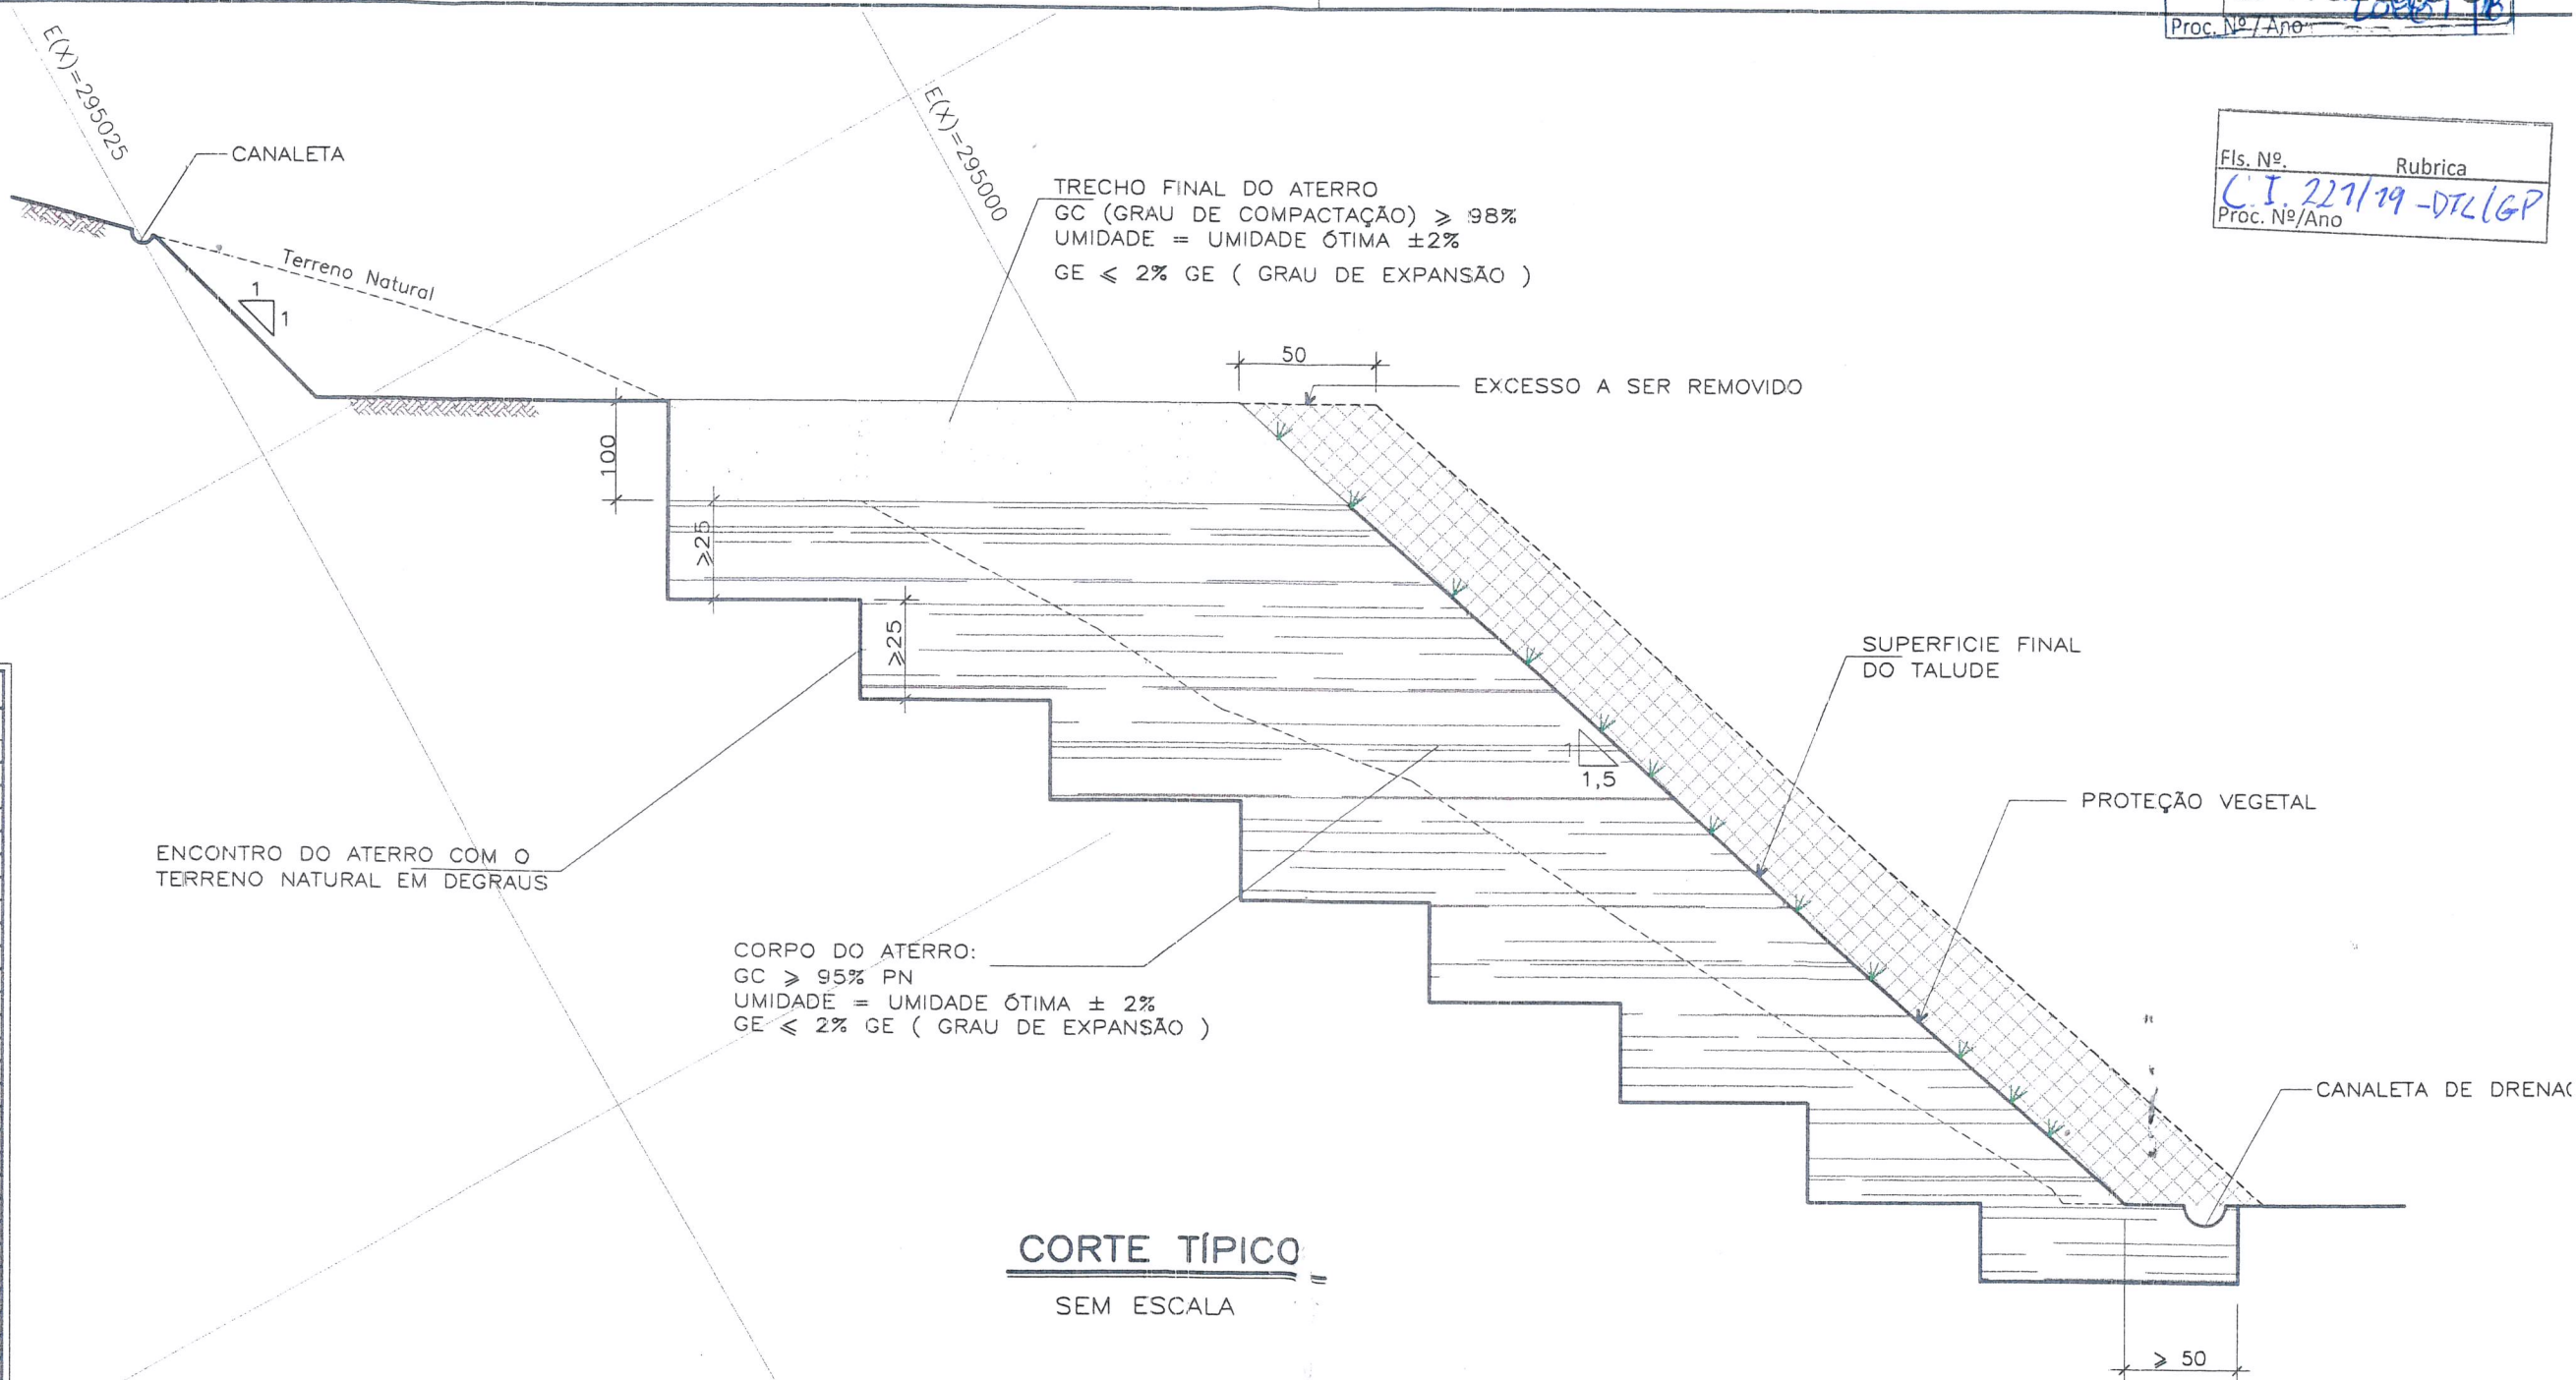 Proc. Nº/Ano
E(X)=295025
E(X)=295000
CANALETA
Terreno Natural
1
1
TRECHO FINAL DO ATERRO
GC (GRAU DE COMPACTAÇÃO) ⩾ 98%
UMIDADE = UMIDADE ÓTIMA ±2%
GE ⩽ 2% GE ( GRAU DE EXPANSÃO )
Fls. Nº. Rubrica
C.I. 221/19-DTL/GP
Proc. Nº/Ano
50
EXCESSO A SER REMOVIDO
100
⩾25
⩾25
SUPERFICIE FINAL
DO TALUDE
1
1,5
PROTEÇÃO VEGETAL
ENCONTRO DO ATERRO COM O
TERRENO NATURAL EM DEGRAUS
CORPO DO ATERRO:
GC ⩾ 95% PN
UMIDADE = UMIDADE ÓTIMA ± 2%
GE ⩽ 2% GE ( GRAU DE EXPANSÃO )
CANALETA DE DRENAÇ
CORTE TÍPICO
SEM ESCALA
⩾ 50